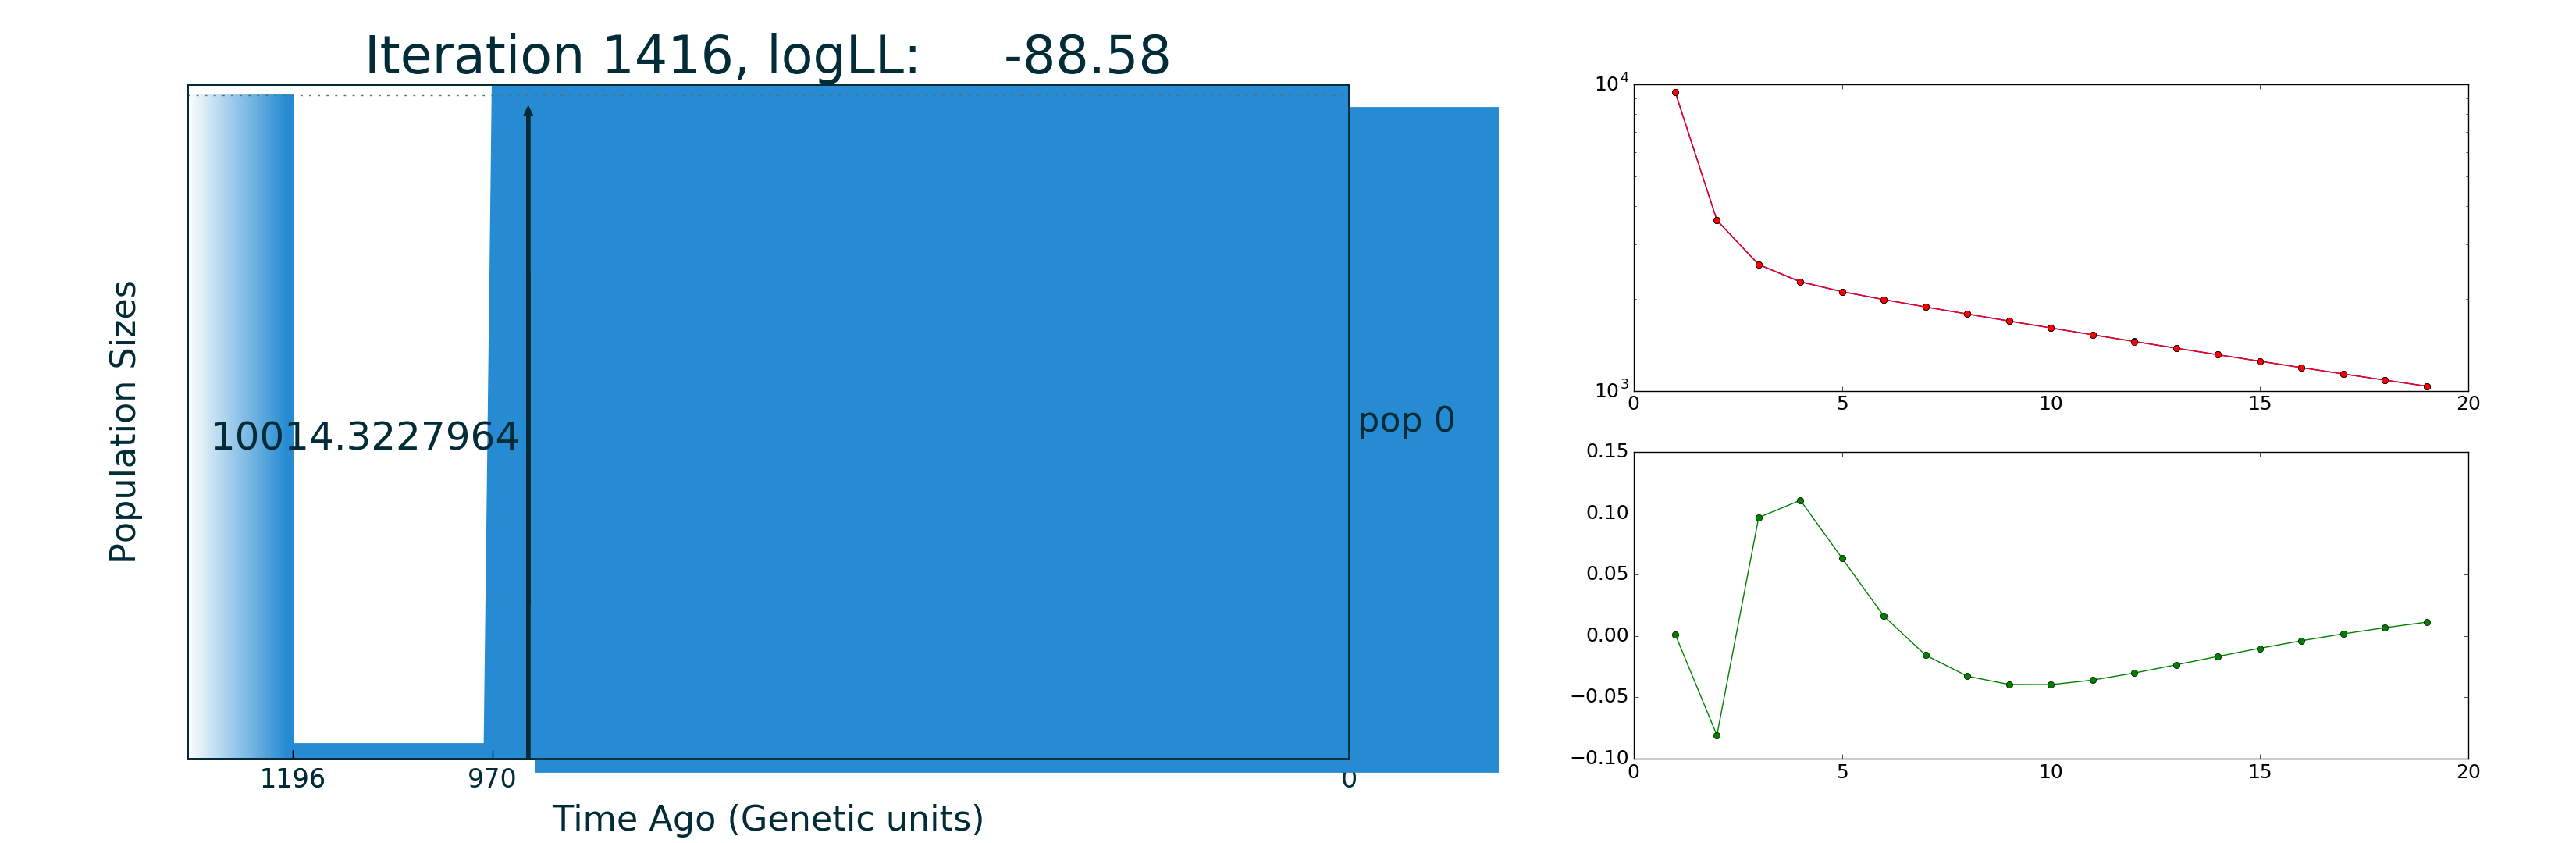 Iteration 1416, logLL: -88.58
Population Sizes
10014.3227964
pop 0
1196 970 0
Time Ago (Genetic units)
10^4
10^3
0 5 10 15 20
0.15
0.10
0.05
0.00
−0.05
−0.10
0 5 10 15 20